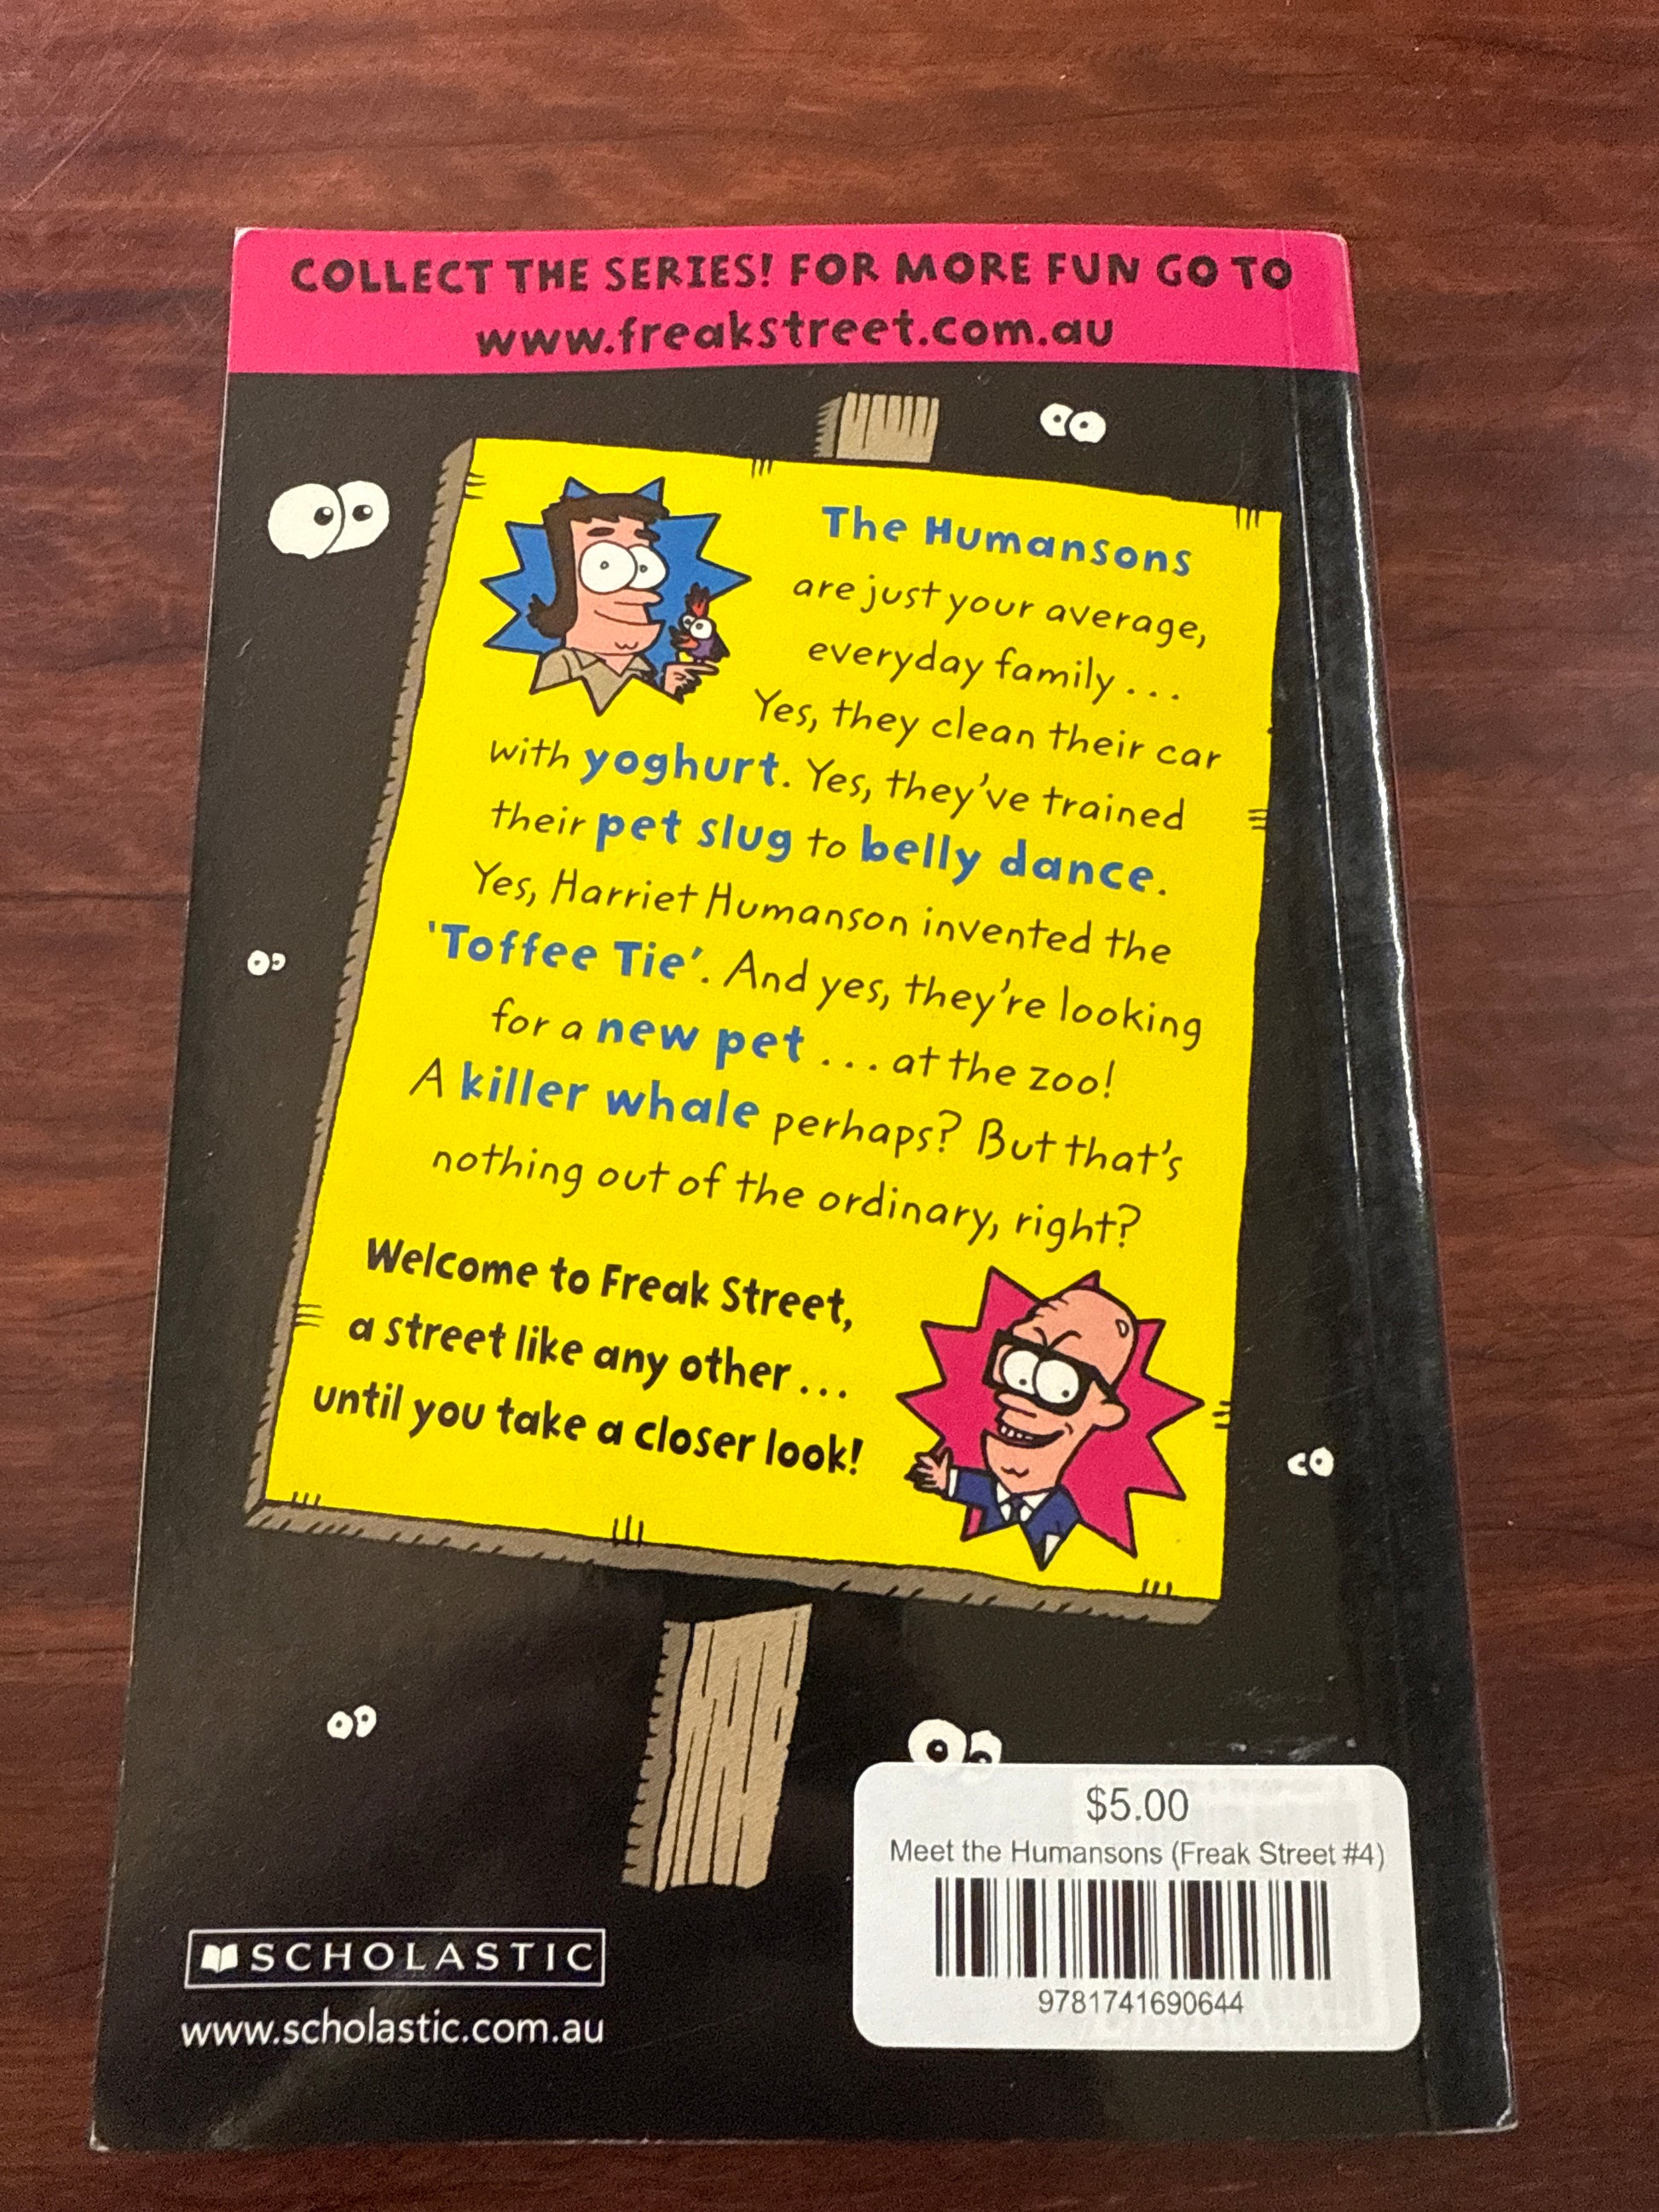 COLLECT THE SERIES! FOR MORE FUN GO TO
www.freakstreet.com.au
The Humansons
are just your average,
everyday family ...
Yes, they clean their car
with yoghurt. Yes, they've trained
their pet slug to belly dance.
Yes, Harriet Humanson invented the
'Toffee Tie'. And yes, they're looking
for a new pet ... at the zoo!
A killer whale perhaps? But that's
nothing out of the ordinary, right?
Welcome to Freak Street,
a street like any other ...
until you take a closer look!
$5.00
Meet the Humansons (Freak Street #4)
9781741690644
SCHOLASTIC
www.scholastic.com.au